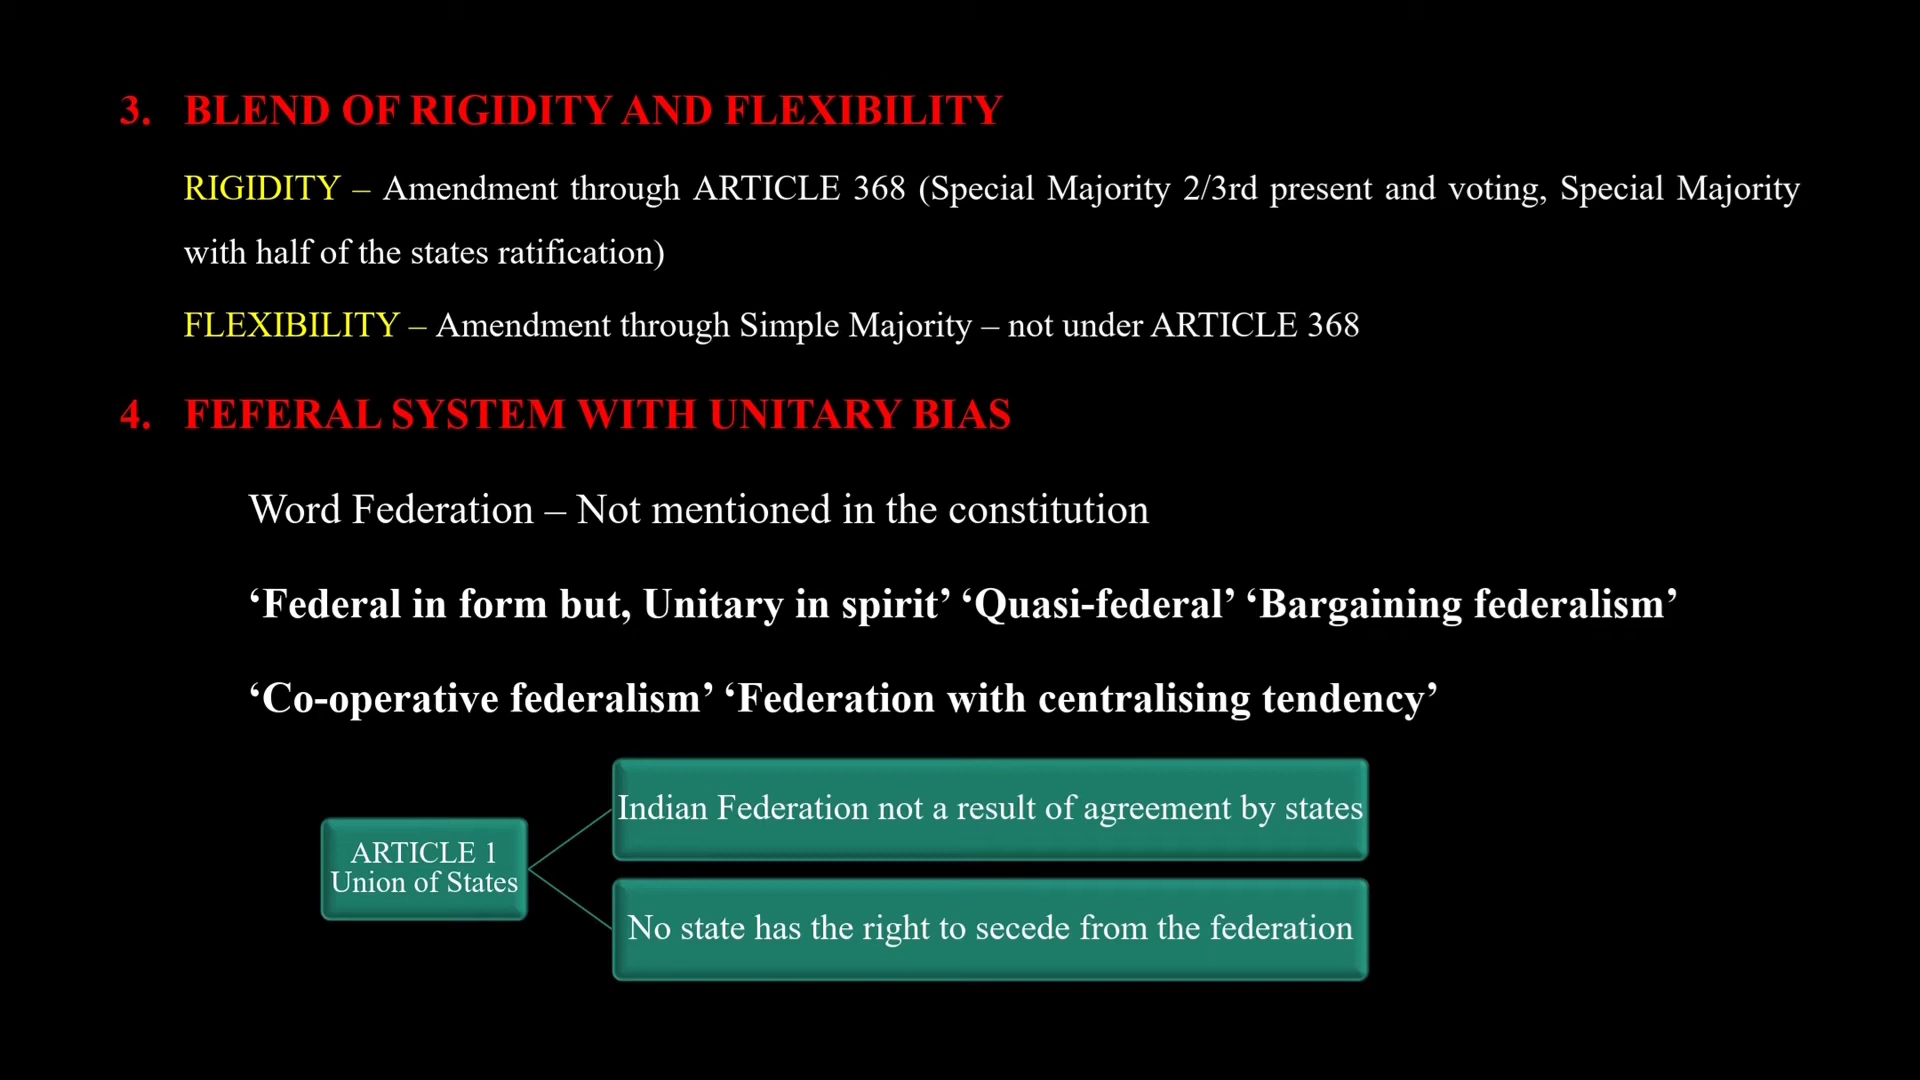 3. BLEND OF RIGIDITY AND FLEXIBILITY
RIGIDITY – Amendment through ARTICLE 368 (Special Majority 2/3rd present and voting, Special Majority
with half of the states ratification)
FLEXIBILITY – Amendment through Simple Majority – not under ARTICLE 368
4. FEFERAL SYSTEM WITH UNITARY BIAS
Word Federation – Not mentioned in the constitution
‘Federal in form but, Unitary in spirit’ ‘Quasi-federal’ ‘Bargaining federalism’
‘Co-operative federalism’ ‘Federation with centralising tendency’
ARTICLE 1
Union of States
Indian Federation not a result of agreement by states
No state has the right to secede from the federation